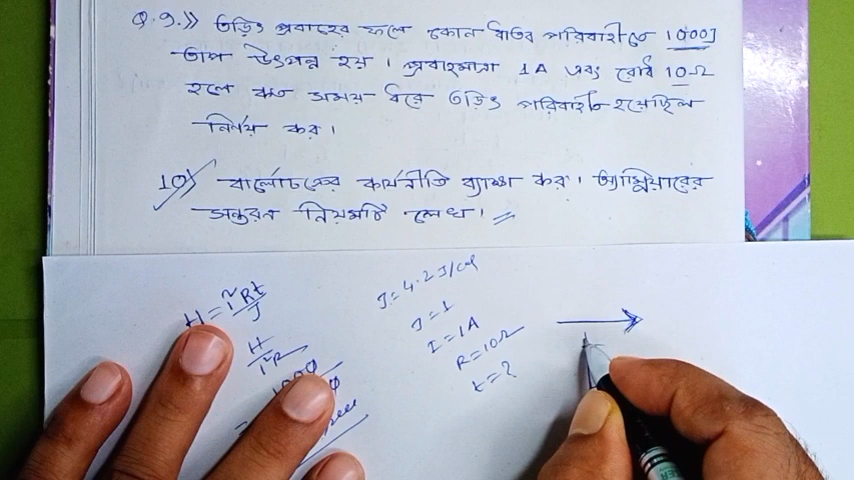 Q.9.》 তড়িৎ প্রবাহের ফলে কোন ধাতব পরিবাহীতে 1000J
তাপ উৎপন্ন হয়। প্রবাহমাত্রা 1A এবং রোধ 10Ω
হলে কত সময় ধরে তড়িৎ পরিবাহীত হয়েছিল
নির্ণয় কর।
10》 বার্লোচক্রের কার্যনীতি ব্যাখ্যা কর। অ্যাম্পিয়ারের
সন্তরন নিয়মটি লেখ।
H = i²Rt/J
H/i²R
J = 4.2 J/cal
J = 1
I = 1A
R = 10Ω
t = ?